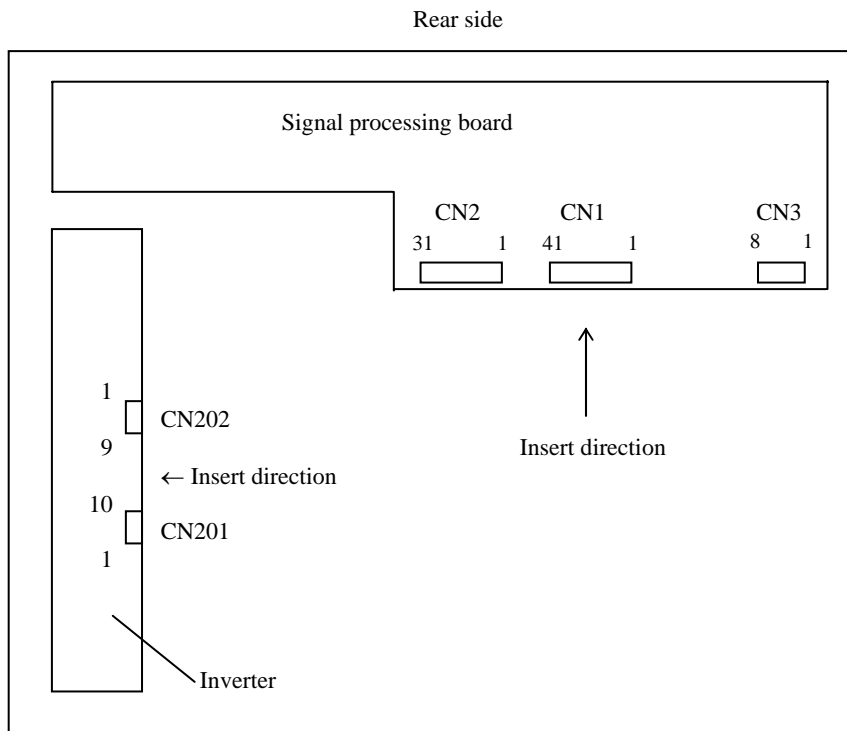 Rear side
Signal processing board
CN2 CN1 CN3
31 1 41 1 8 1
1
CN202
9
Insert direction
← Insert direction
10
CN201
1
Inverter